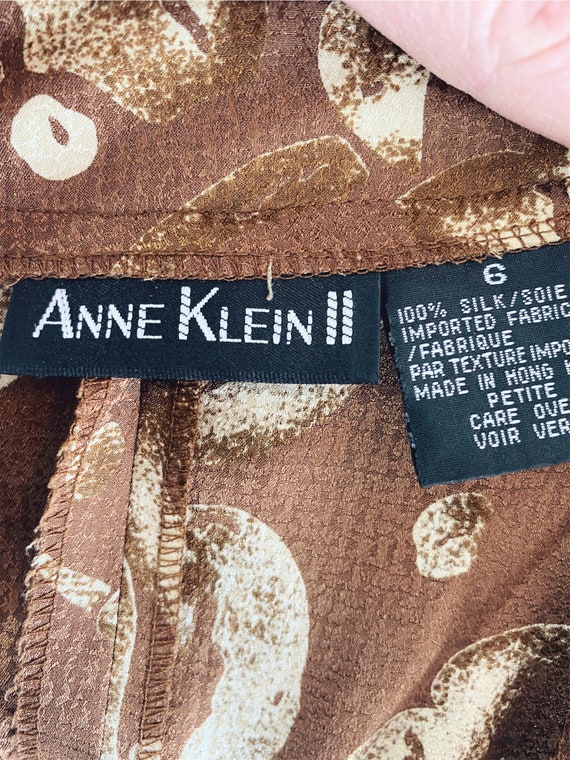 ANNE KLEIN II
6
100% SILK/SOIE
IMPORTED FABRIC
/FABRIQUE
PAR TEXTURE IMPO
MADE IN HONG K
PETITE
CARE OVE
VOIR VER